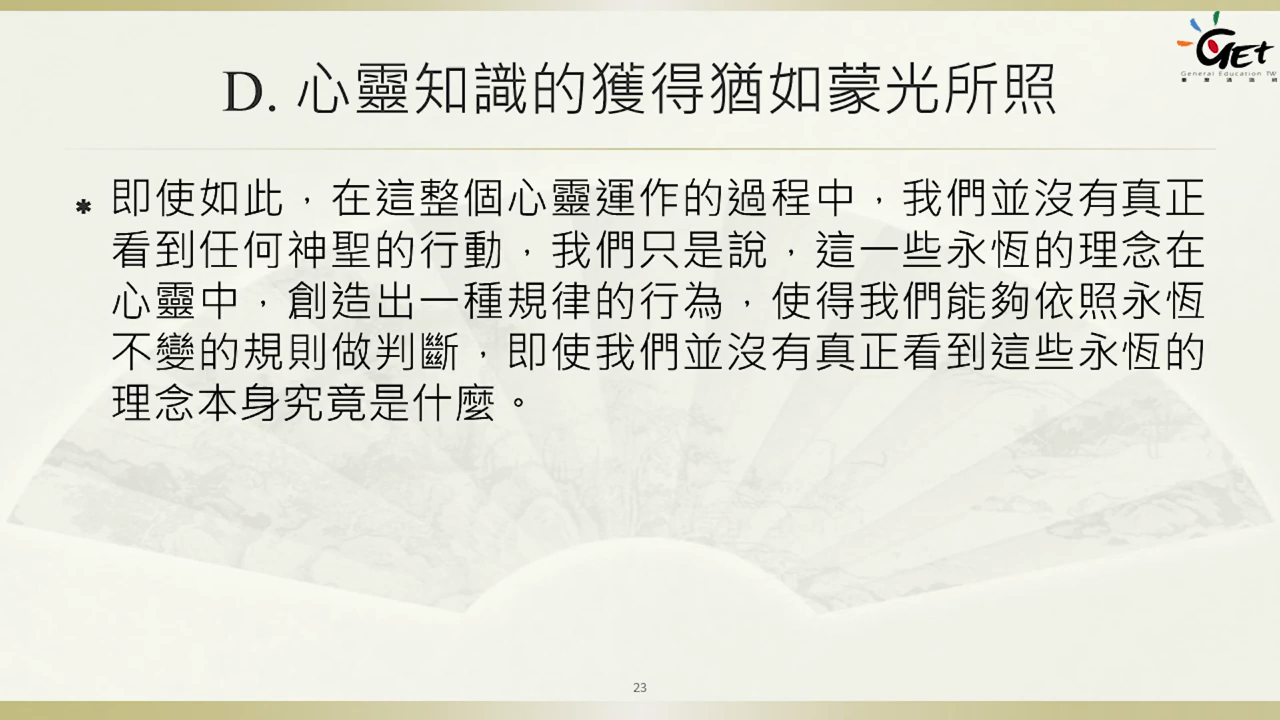 GET
General Education TW
D. 心靈知識的獲得猶如蒙光所照
* 即使如此，在這整個心靈運作的過程中，我們並沒有真正
看到任何神聖的行動，我們只是說，這一些永恆的理念在
心靈中，創造出一種規律的行為，使得我們能夠依照永恆
不變的規則做判斷，即使我們並沒有真正看到這些永恆的
理念本身究竟是什麼。
23